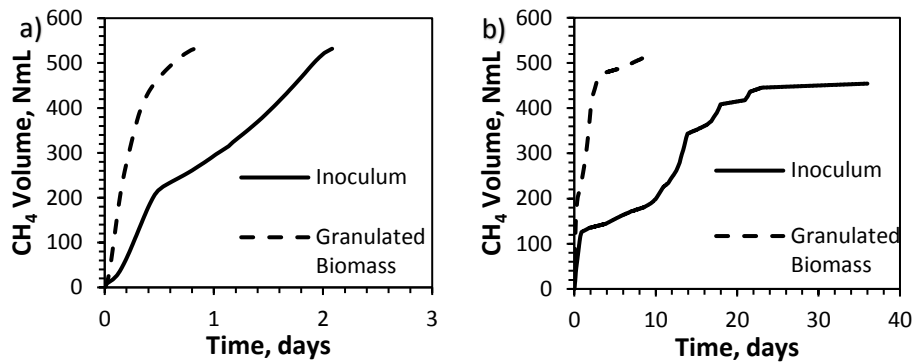 a)
CH₄ Volume, NmL
600
500
400
300
200
100
0
Inoculum
Granulated
Biomass
0
1
2
3
Time, days
b)
CH₄ Volume, NmL
600
500
400
300
200
100
0
Inoculum
Granulated
Biomass
0
10
20
30
40
Time, days